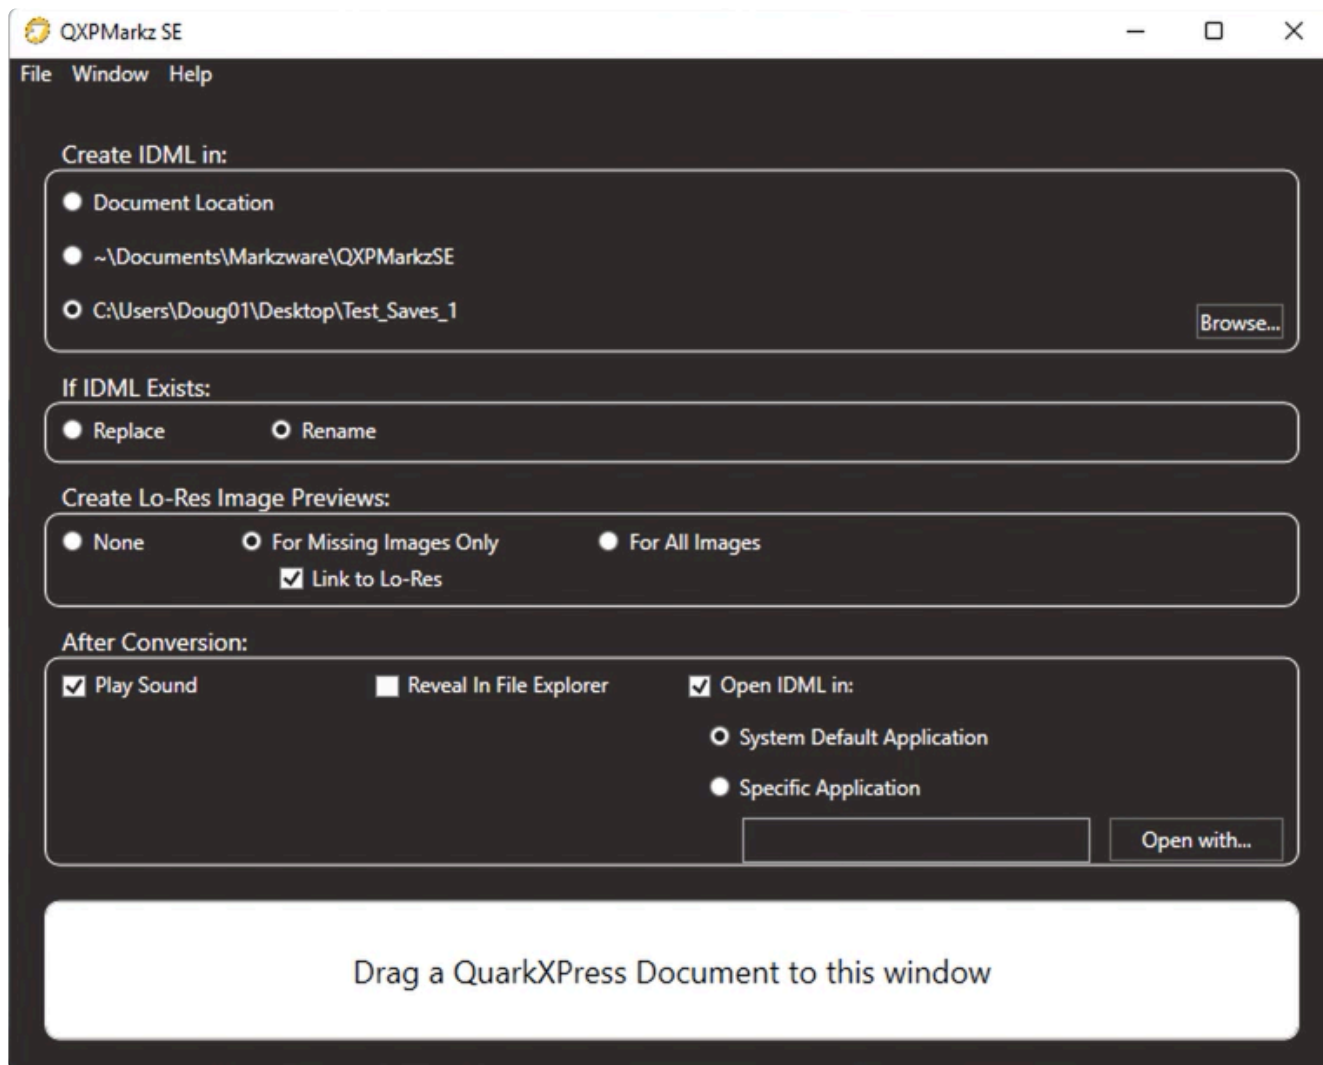 QXPMarkz SE
File Window Help
Create IDML in:
Document Location
~\Documents\Markzware\QXPMarkzSE
C:\Users\Doug01\Desktop\Test_Saves_1
Browse...
If IDML Exists:
Replace Rename
Create Lo-Res Image Previews:
None For Missing Images Only For All Images
Link to Lo-Res
After Conversion:
Play Sound Reveal In File Explorer Open IDML in:
System Default Application
Specific Application
Open with...
Drag a QuarkXPress Document to this window